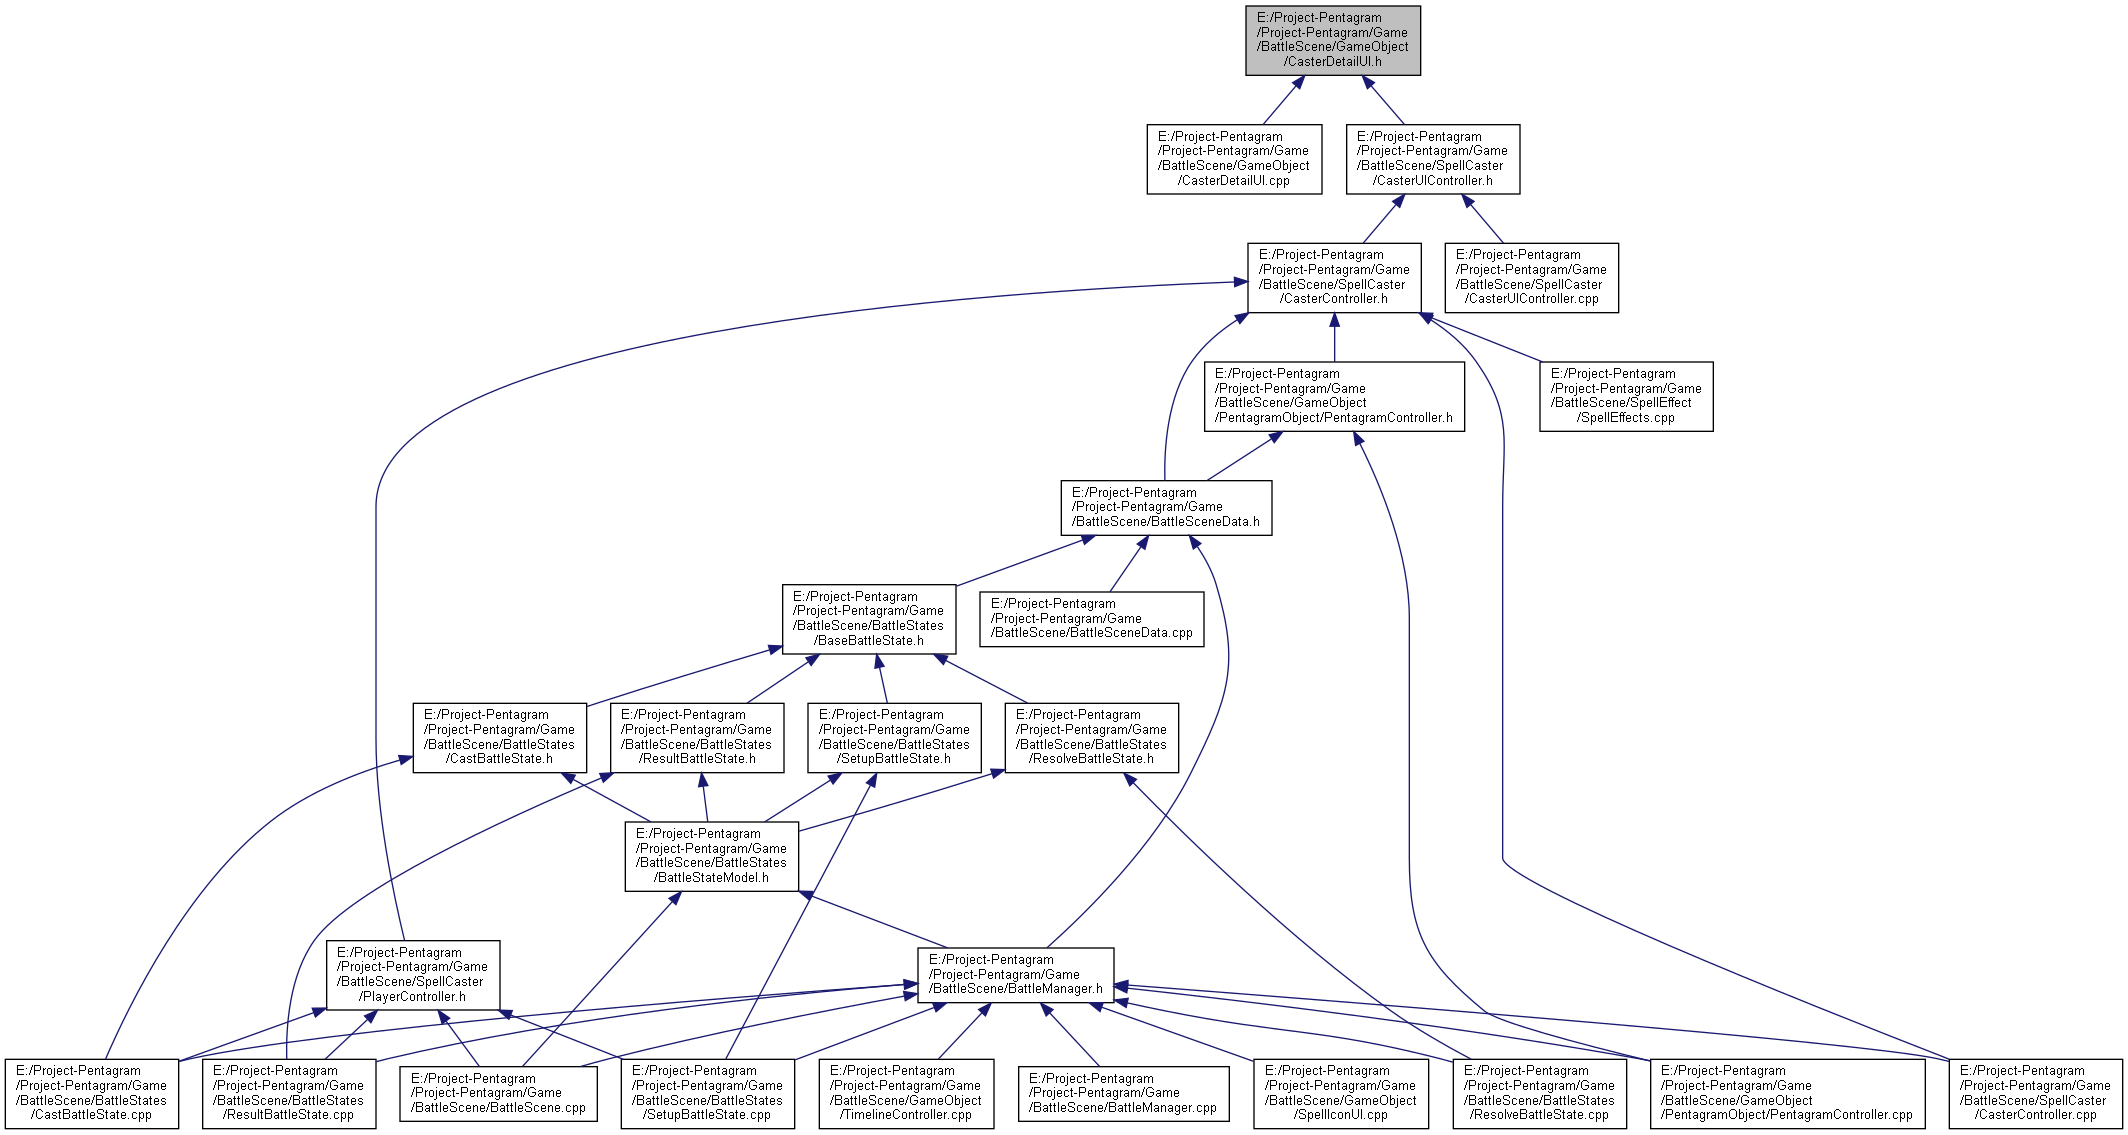 E:/Project-Pentagram
/Project-Pentagram/Game
/BattleScene/GameObject
/CasterDetailUI.h
E:/Project-Pentagram
/Project-Pentagram/Game
/BattleScene/GameObject
/CasterDetailUI.cpp
E:/Project-Pentagram
/Project-Pentagram/Game
/BattleScene/SpellCaster
/CasterUIController.h
E:/Project-Pentagram
/Project-Pentagram/Game
/BattleScene/SpellCaster
/CasterController.h
E:/Project-Pentagram
/Project-Pentagram/Game
/BattleScene/SpellCaster
/CasterUIController.cpp
E:/Project-Pentagram
/Project-Pentagram/Game
/BattleScene/GameObject
/PentagramObject/PentagramController.h
E:/Project-Pentagram
/Project-Pentagram/Game
/BattleScene/SpellEffect
/SpellEffects.cpp
E:/Project-Pentagram
/Project-Pentagram/Game
/BattleScene/BattleSceneData.h
E:/Project-Pentagram
/Project-Pentagram/Game
/BattleScene/BattleStates
/BaseBattleState.h
E:/Project-Pentagram
/Project-Pentagram/Game
/BattleScene/BattleSceneData.cpp
E:/Project-Pentagram
/Project-Pentagram/Game
/BattleScene/BattleStates
/CastBattleState.h
E:/Project-Pentagram
/Project-Pentagram/Game
/BattleScene/BattleStates
/ResultBattleState.h
E:/Project-Pentagram
/Project-Pentagram/Game
/BattleScene/BattleStates
/SetupBattleState.h
E:/Project-Pentagram
/Project-Pentagram/Game
/BattleScene/BattleStates
/ResolveBattleState.h
E:/Project-Pentagram
/Project-Pentagram/Game
/BattleScene/BattleStates
/BattleStateModel.h
E:/Project-Pentagram
/Project-Pentagram/Game
/BattleScene/SpellCaster
/PlayerController.h
E:/Project-Pentagram
/Project-Pentagram/Game
/BattleScene/BattleManager.h
E:/Project-Pentagram
/Project-Pentagram/Game
/BattleScene/BattleStates
/CastBattleState.cpp
E:/Project-Pentagram
/Project-Pentagram/Game
/BattleScene/BattleStates
/ResultBattleState.cpp
E:/Project-Pentagram
/Project-Pentagram/Game
/BattleScene/BattleScene.cpp
E:/Project-Pentagram
/Project-Pentagram/Game
/BattleScene/BattleStates
/SetupBattleState.cpp
E:/Project-Pentagram
/Project-Pentagram/Game
/BattleScene/GameObject
/TimelineController.cpp
E:/Project-Pentagram
/Project-Pentagram/Game
/BattleScene/BattleManager.cpp
E:/Project-Pentagram
/Project-Pentagram/Game
/BattleScene/GameObject
/SpellIconUI.cpp
E:/Project-Pentagram
/Project-Pentagram/Game
/BattleScene/BattleStates
/ResolveBattleState.cpp
E:/Project-Pentagram
/Project-Pentagram/Game
/BattleScene/GameObject
/PentagramObject/PentagramController.cpp
E:/Project-Pentagram
/Project-Pentagram/Game
/BattleScene/SpellCaster
/CasterController.cpp